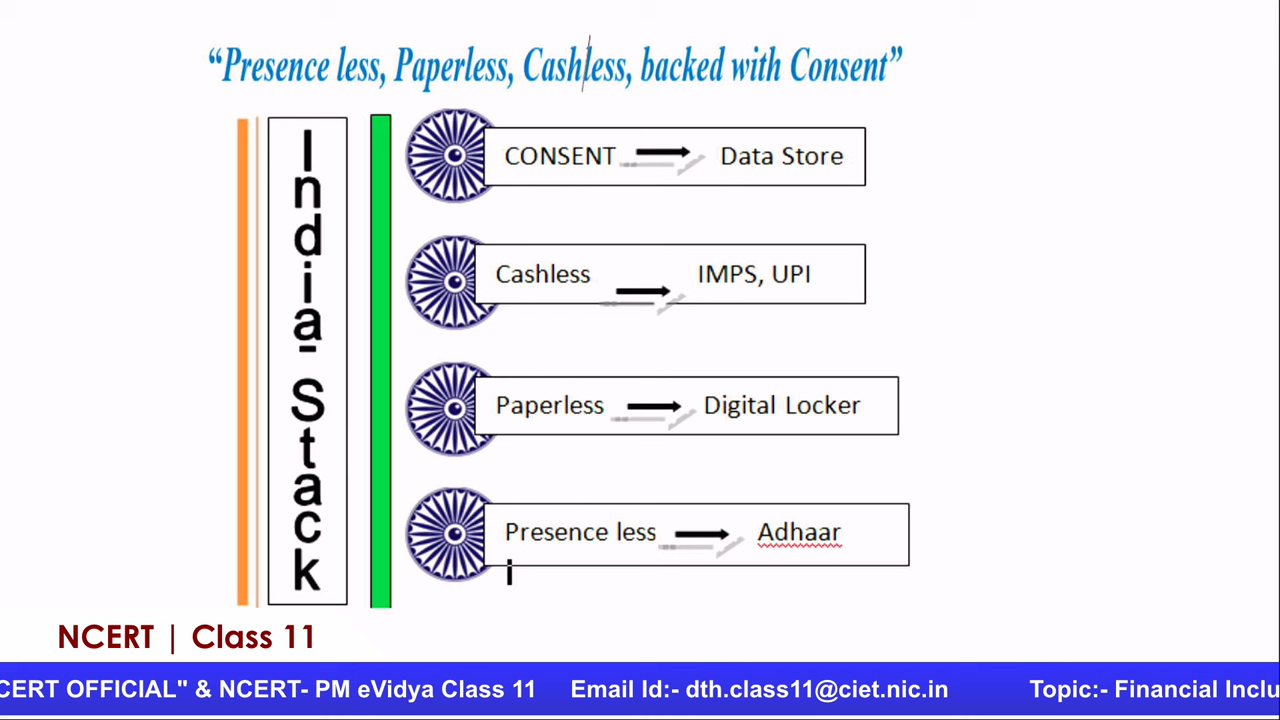 “Presence less, Paperless, Cashless, backed with Consent”
India Stack
CONSENT Data Store
Cashless IMPS, UPI
Paperless Digital Locker
Presence less Adhaar
NCERT | Class 11
CERT OFFICIAL" & NCERT- PM eVidya Class 11 Email Id:- dth.class11@ciet.nic.in Topic:- Financial Inclu